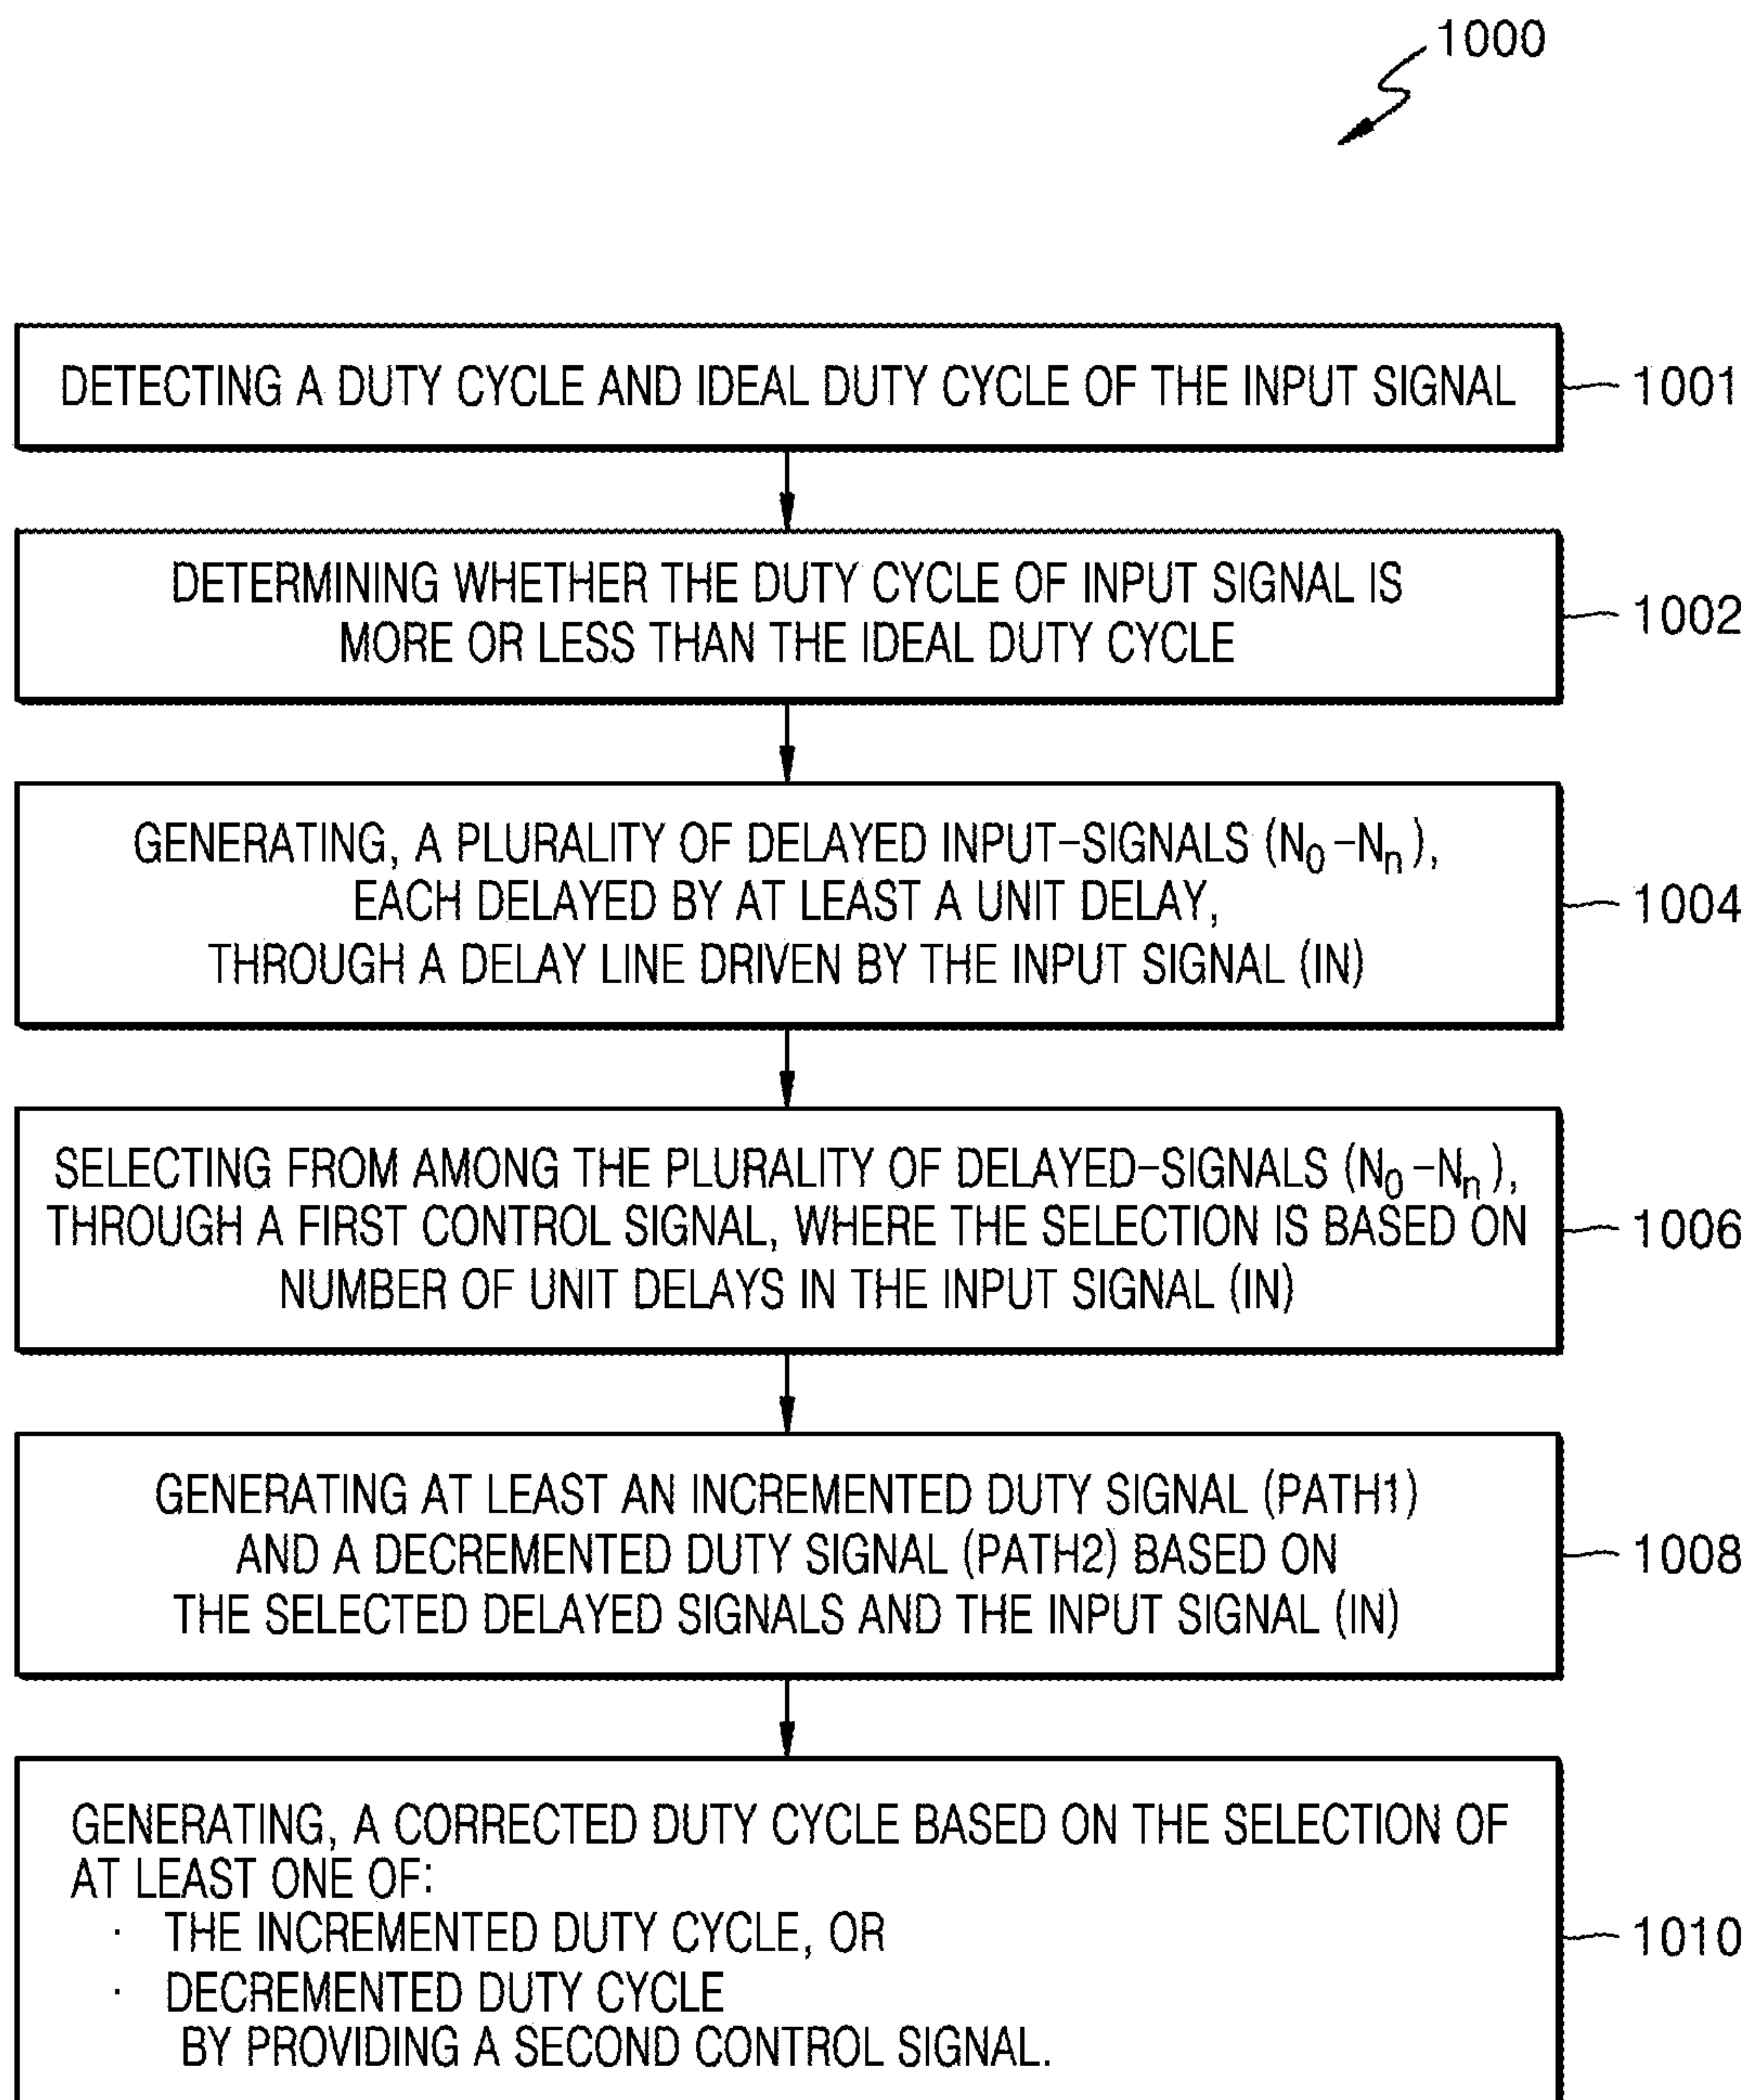 1000
DETECTING A DUTY CYCLE AND IDEAL DUTY CYCLE OF THE INPUT SIGNAL
1001
DETERMINING WHETHER THE DUTY CYCLE OF INPUT SIGNAL IS
MORE OR LESS THAN THE IDEAL DUTY CYCLE
1002
GENERATING, A PLURALITY OF DELAYED INPUT-SIGNALS (N0-Nn),
EACH DELAYED BY AT LEAST A UNIT DELAY,
THROUGH A DELAY LINE DRIVEN BY THE INPUT SIGNAL (IN)
1004
SELECTING FROM AMONG THE PLURALITY OF DELAYED-SIGNALS (N0-Nn),
THROUGH A FIRST CONTROL SIGNAL, WHERE THE SELECTION IS BASED ON
NUMBER OF UNIT DELAYS IN THE INPUT SIGNAL (IN)
1006
GENERATING AT LEAST AN INCREMENTED DUTY SIGNAL (PATH1)
AND A DECREMENTED DUTY SIGNAL (PATH2) BASED ON
THE SELECTED DELAYED SIGNALS AND THE INPUT SIGNAL (IN)
1008
GENERATING, A CORRECTED DUTY CYCLE BASED ON THE SELECTION OF
AT LEAST ONE OF:
· THE INCREMENTED DUTY CYCLE, OR
· DECREMENTED DUTY CYCLE
BY PROVIDING A SECOND CONTROL SIGNAL.
1010